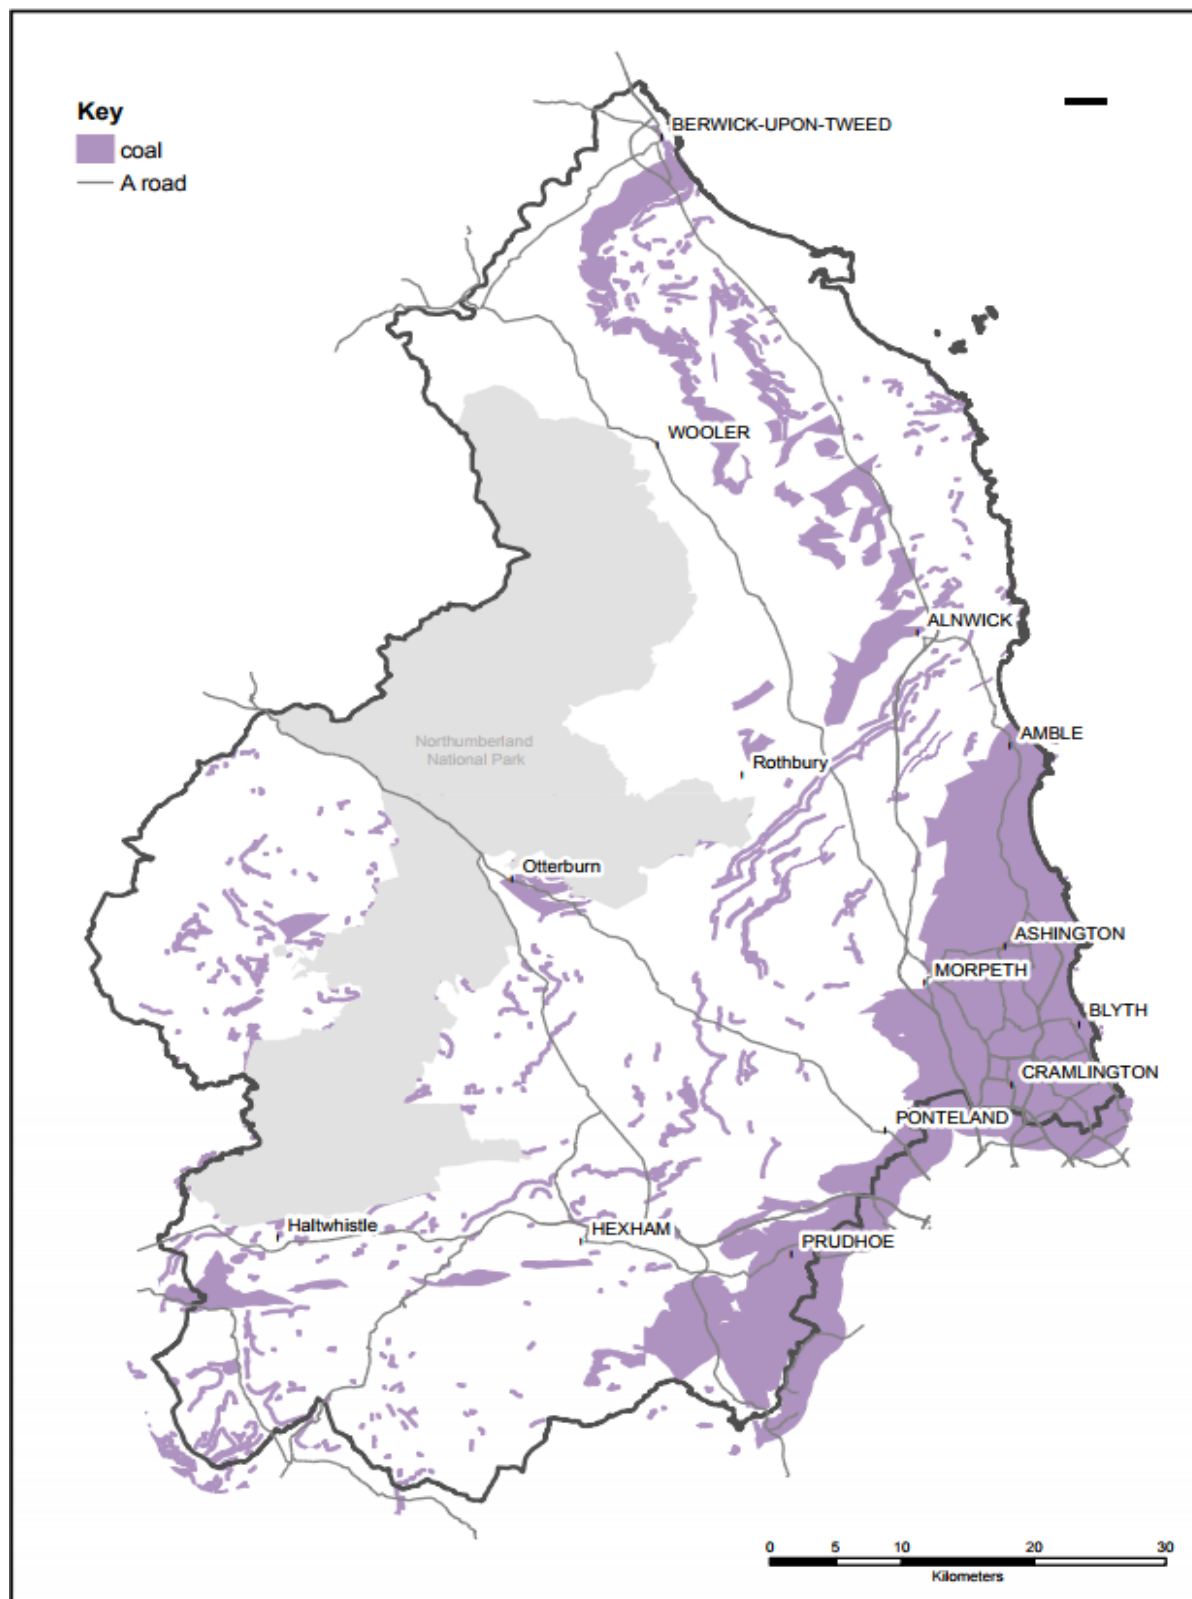 Key
coal
A road
BERWICK-UPON-TWEED
WOOLER
ALNWICK
AMBLE
Northumberland
National Park
Rothbury
Otterburn
ASHINGTON
MORPETH
BLYTH
CRAMLINGTON
PONTELAND
Haltwhistle
HEXHAM
PRUDHOE
0 5 10 20 30
Kilometers